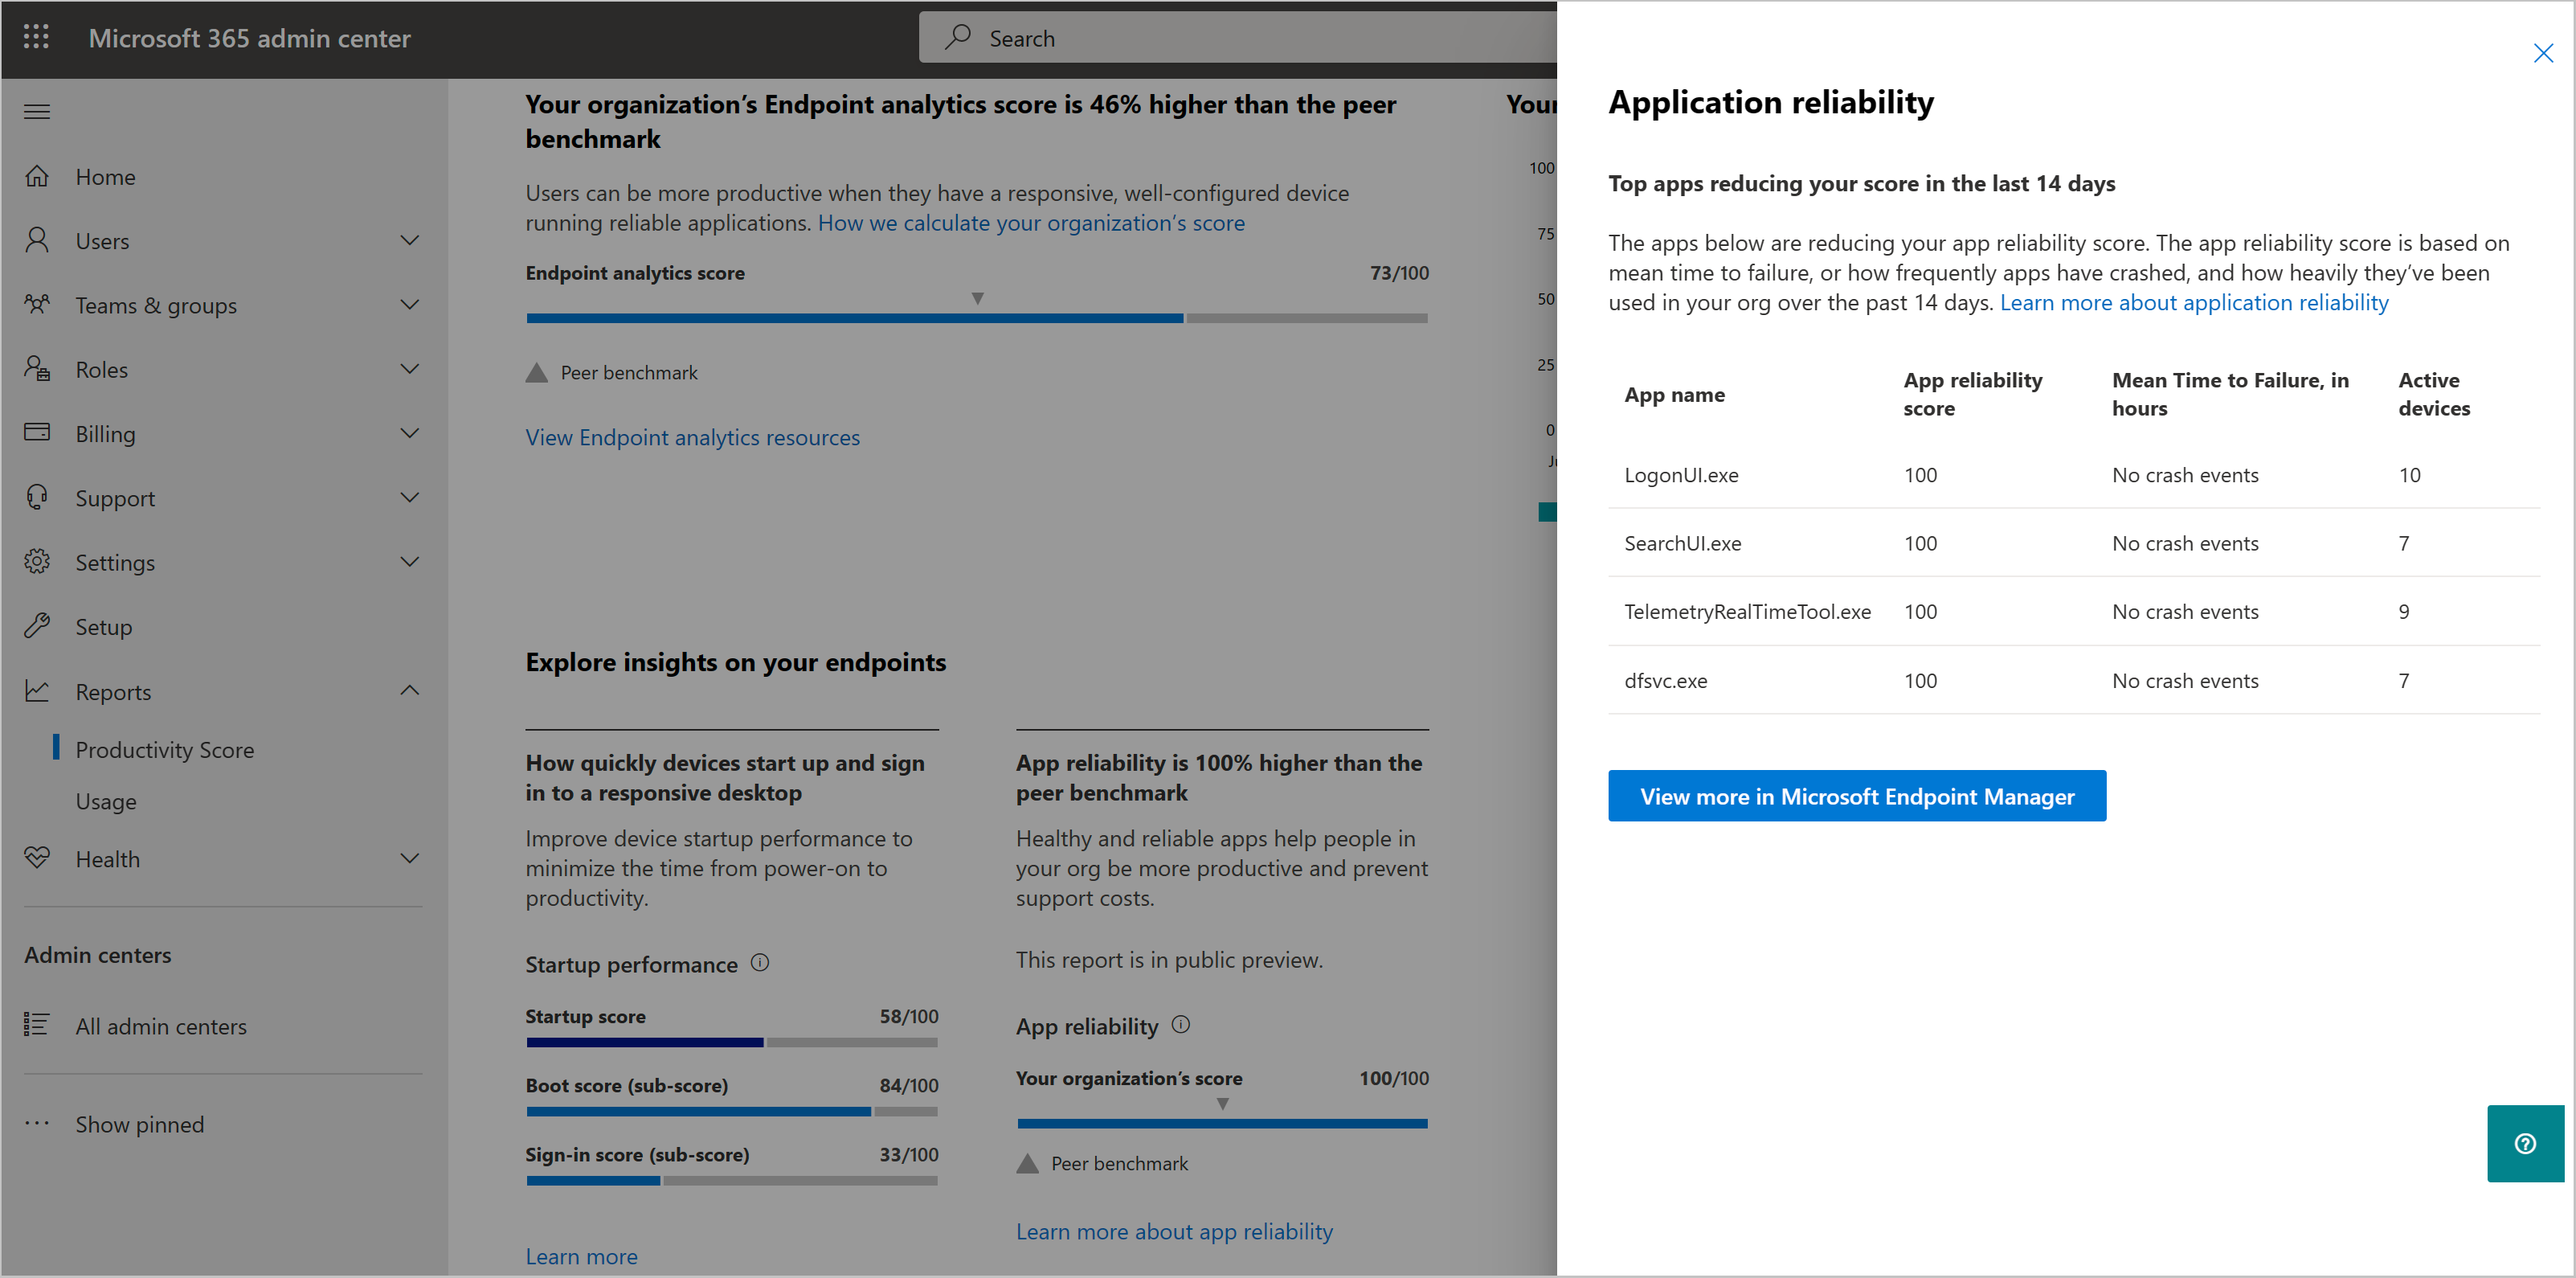 Microsoft 365 admin center
Search
Home
Users
Teams & groups
Roles
Billing
Support
Settings
Setup
Reports
Productivity Score
Usage
Health
Admin centers
All admin centers
Show pinned
Your organization’s Endpoint analytics score is 46% higher than the peer
benchmark
Users can be more productive when they have a responsive, well-configured device
running reliable applications. How we calculate your organization’s score
Endpoint analytics score 73/100
Peer benchmark
View Endpoint analytics resources
Your
100
75
50
25
0
Explore insights on your endpoints
How quickly devices start up and sign
in to a responsive desktop
Improve device startup performance to
minimize the time from power-on to
productivity.
Startup performance
Startup score 58/100
Boot score (sub-score) 84/100
Sign-in score (sub-score) 33/100
Learn more
App reliability is 100% higher than the
peer benchmark
Healthy and reliable apps help people in
your org be more productive and prevent
support costs.
This report is in public preview.
App reliability
Your organization’s score 100/100
Peer benchmark
Learn more about app reliability
Application reliability
Top apps reducing your score in the last 14 days
The apps below are reducing your app reliability score. The app reliability score is based on
mean time to failure, or how frequently apps have crashed, and how heavily they’ve been
used in your org over the past 14 days. Learn more about application reliability
App name App reliability score Mean Time to Failure, in hours Active devices
LogonUI.exe 100 No crash events 10
SearchUI.exe 100 No crash events 7
TelemetryRealTimeTool.exe 100 No crash events 9
dfsvc.exe 100 No crash events 7
View more in Microsoft Endpoint Manager